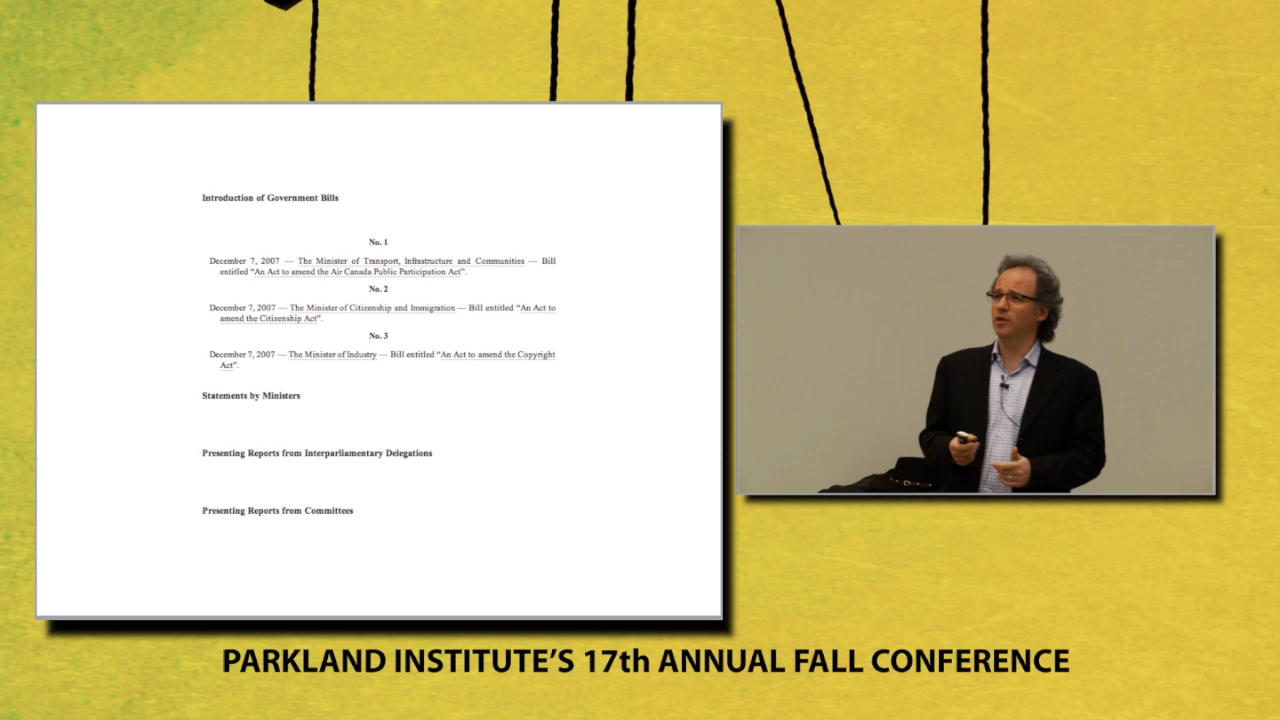 Introduction of Government Bills
No. 1
December 7, 2007 — The Minister of Transport, Infrastructure and Communities — Bill
entitled “An Act to amend the Air Canada Public Participation Act”.
No. 2
December 7, 2007 — The Minister of Citizenship and Immigration — Bill entitled “An Act to
amend the Citizenship Act”.
No. 3
December 7, 2007 — The Minister of Industry — Bill entitled “An Act to amend the Copyright
Act”.
Statements by Ministers
Presenting Reports from Interparliamentary Delegations
Presenting Reports from Committees
PARKLAND INSTITUTE’S 17th ANNUAL FALL CONFERENCE